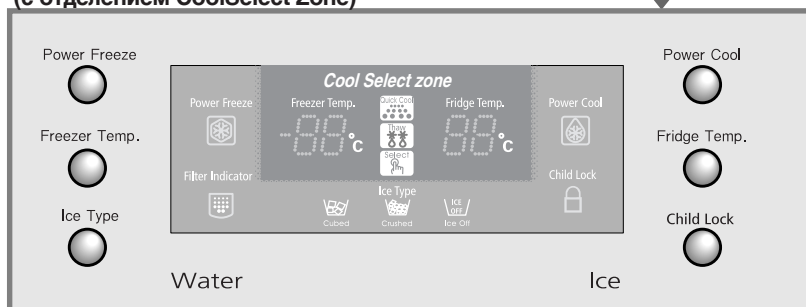 (с отделением CoolSelect Zone)
Power Freeze
Power Cool
Cool Select zone
Power Freeze
Freezer Temp.
Quick Cool
Fridge Temp.
Power Cool
-88°c
88°c
Thaw
Select
Freezer Temp.
Fridge Temp.
Filter Indicator
Child Lock
Ice Type
ICE
OFF
Cubed
Crushed
Ice Off
Ice Type
Child Lock
Water
Ice